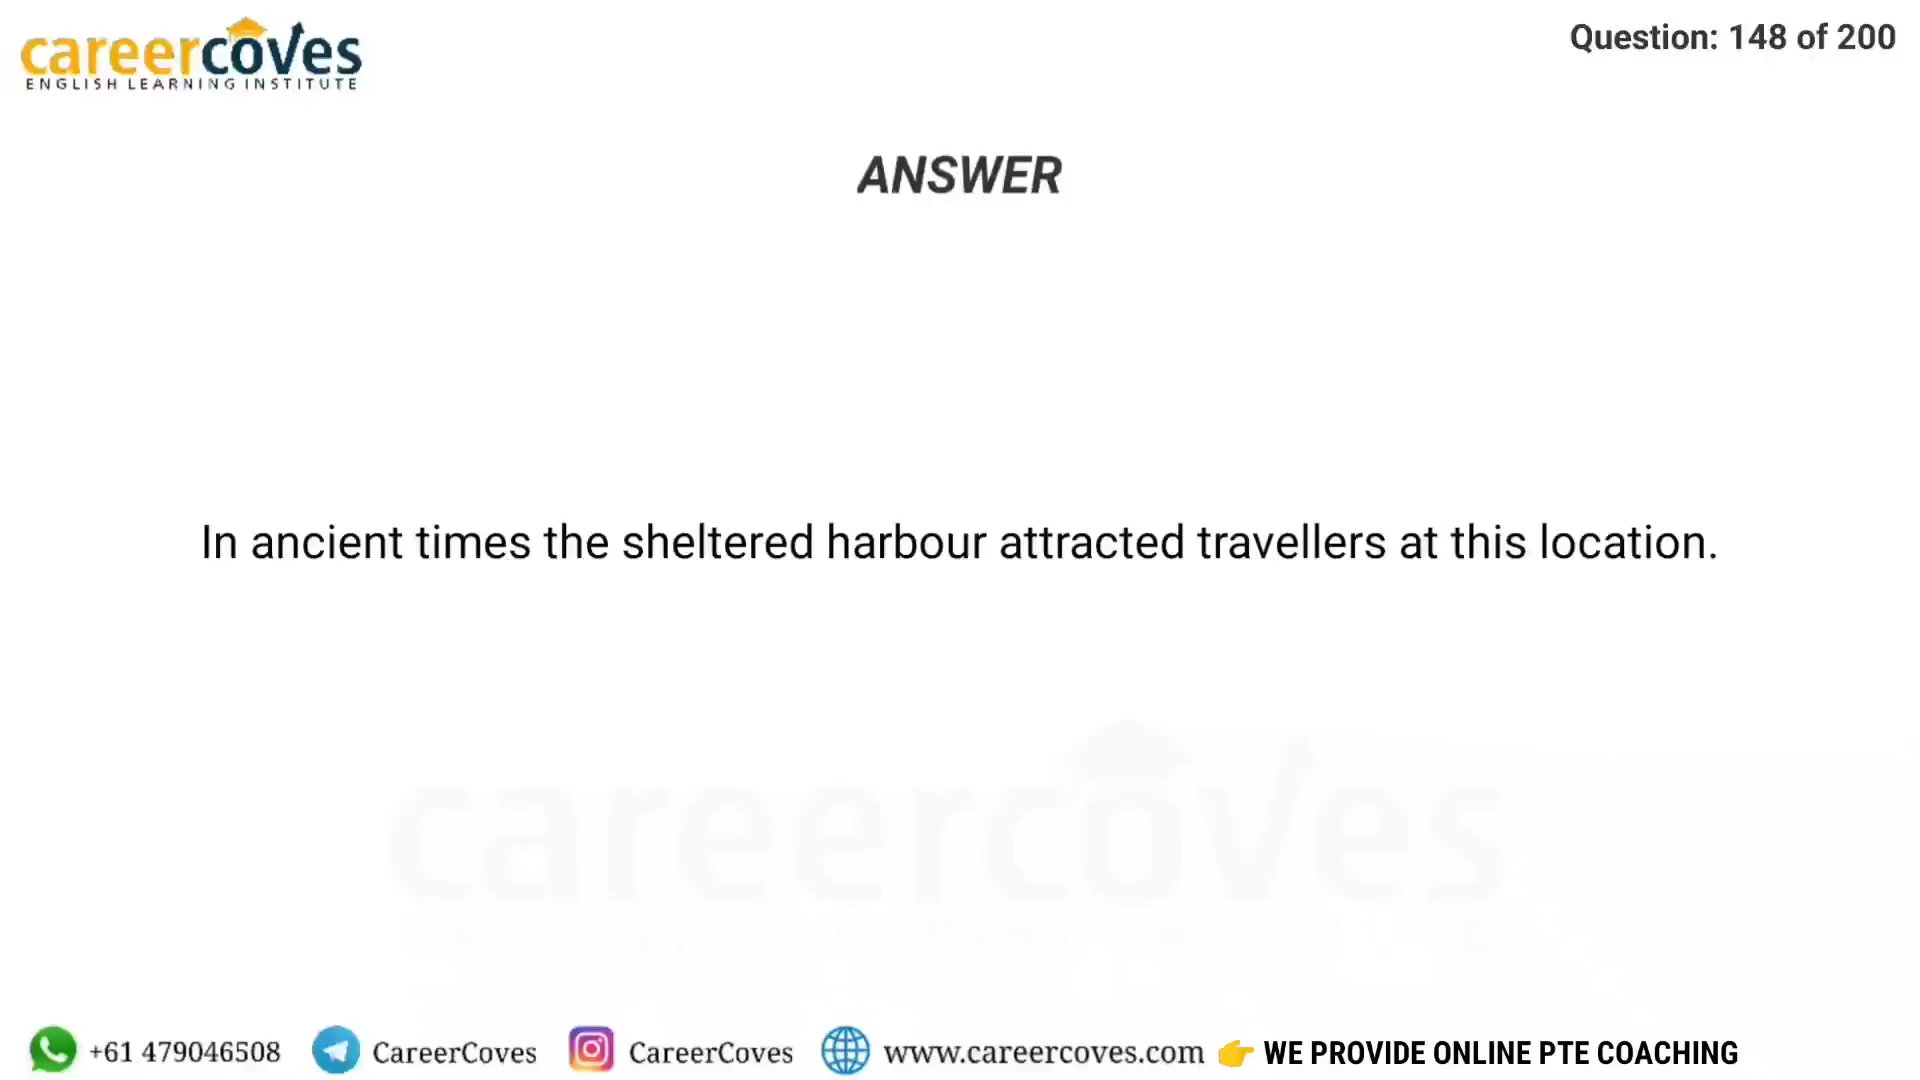 careercoves
ENGLISH LEARNING INSTITUTE
Question: 148 of 200
ANSWER
In ancient times the sheltered harbour attracted travellers at this location.
careercoves
+61 479046508 CareerCoves CareerCoves www.careercoves.com 👉 WE PROVIDE ONLINE PTE COACHING